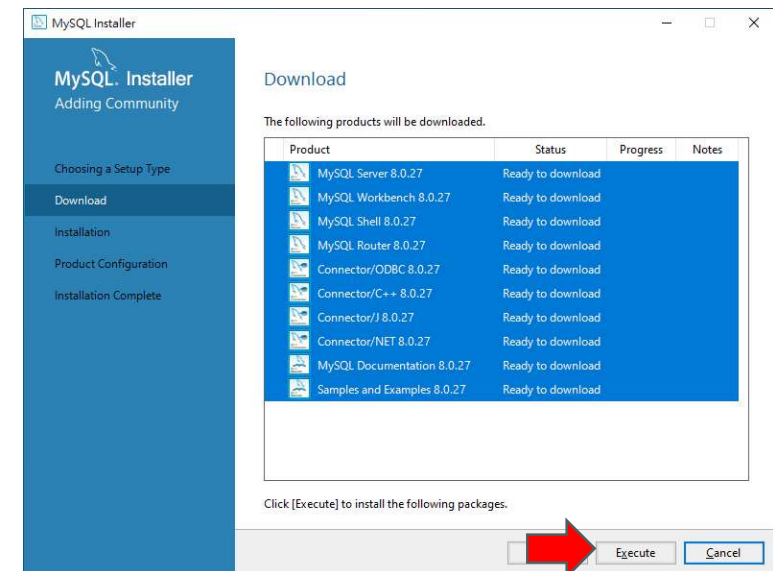 MySQL Installer
MySQL. Installer
Adding Community
Choosing a Setup Type
Download
Installation
Product Configuration
Installation Complete
Download
The following products will be downloaded.
Product Status Progress Notes
MySQL Server 8.0.27 Ready to download
MySQL Workbench 8.0.27 Ready to download
MySQL Shell 8.0.27 Ready to download
MySQL Router 8.0.27 Ready to download
Connector/ODBC 8.0.27 Ready to download
Connector/C++ 8.0.27 Ready to download
Connector/J 8.0.27 Ready to download
Connector/NET 8.0.27 Ready to download
MySQL Documentation 8.0.27 Ready to download
Samples and Examples 8.0.27 Ready to download
Click [Execute] to install the following packages.
Execute Cancel